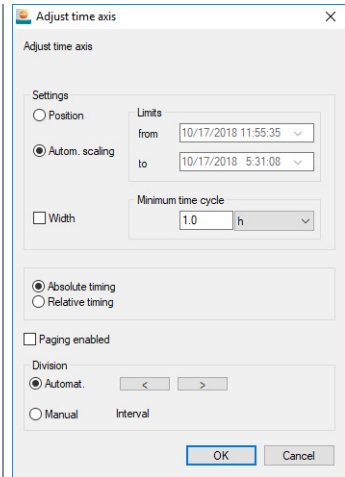 Adjust time axis
Adjust time axis
Settings
Position
Limits
from 10/17/2018 11:55:35
Autom. scaling
to 10/17/2018 5:31:08
Minimum time cycle
Width
1.0 h
Absolute timing
Relative timing
Paging enabled
Division
Automat. < >
Manual Interval
OK Cancel